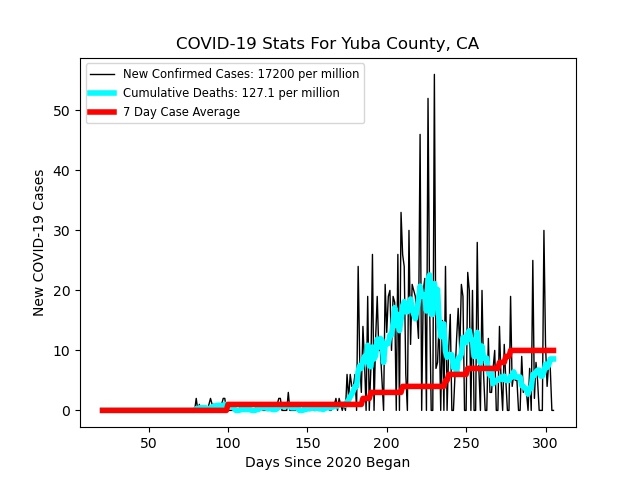 COVID-19 Stats For Yuba County, CA
New Confirmed Cases: 17200 per million
Cumulative Deaths: 127.1 per million
7 Day Case Average
New COVID-19 Cases
50
40
30
20
10
0
50 100 150 200 250 300
Days Since 2020 Began